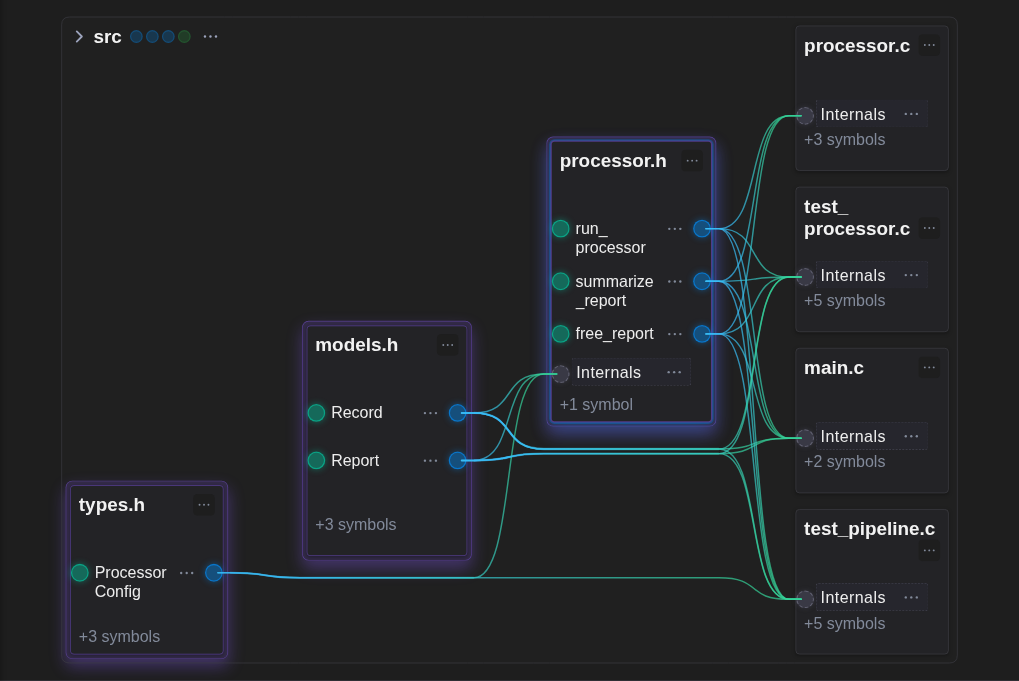 src
processor.c
Internals
+3 symbols
processor.h
run_
processor
summarize
_report
free_report
Internals
+1 symbol
test_
processor.c
Internals
+5 symbols
models.h
Record
Report
+3 symbols
main.c
Internals
+2 symbols
types.h
Processor
Config
+3 symbols
test_pipeline.c
Internals
+5 symbols